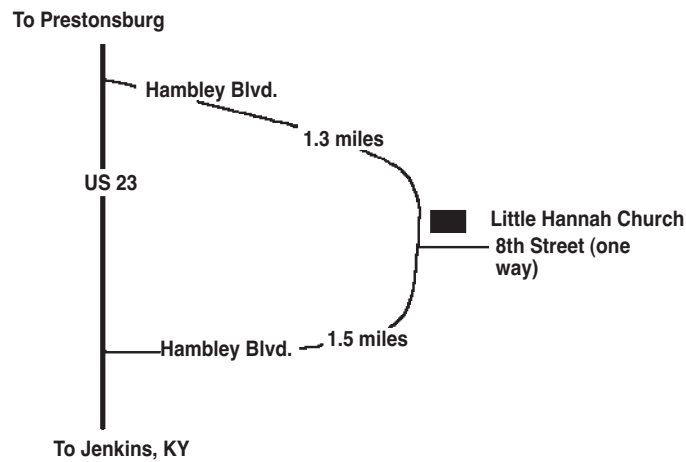 To Prestonsburg
Hambley Blvd.
1.3 miles
US 23
Little Hannah Church
8th Street (one
way)
1.5 miles
Hambley Blvd.
To Jenkins, KY